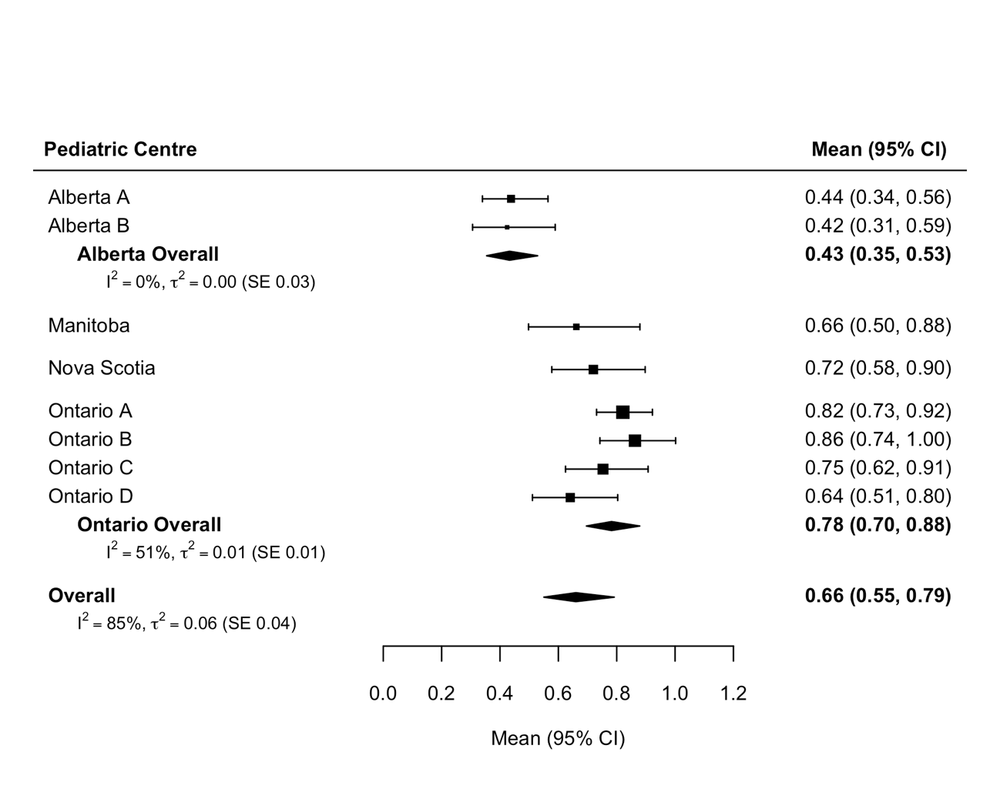 Pediatric Centre Mean (95% CI)
Alberta A 0.44 (0.34, 0.56)
Alberta B 0.42 (0.31, 0.59)
Alberta Overall 0.43 (0.35, 0.53)
I² = 0%, τ² = 0.00 (SE 0.03)
Manitoba 0.66 (0.50, 0.88)
Nova Scotia 0.72 (0.58, 0.90)
Ontario A 0.82 (0.73, 0.92)
Ontario B 0.86 (0.74, 1.00)
Ontario C 0.75 (0.62, 0.91)
Ontario D 0.64 (0.51, 0.80)
Ontario Overall 0.78 (0.70, 0.88)
I² = 51%, τ² = 0.01 (SE 0.01)
Overall 0.66 (0.55, 0.79)
I² = 85%, τ² = 0.06 (SE 0.04)
0.0 0.2 0.4 0.6 0.8 1.0 1.2
Mean (95% CI)